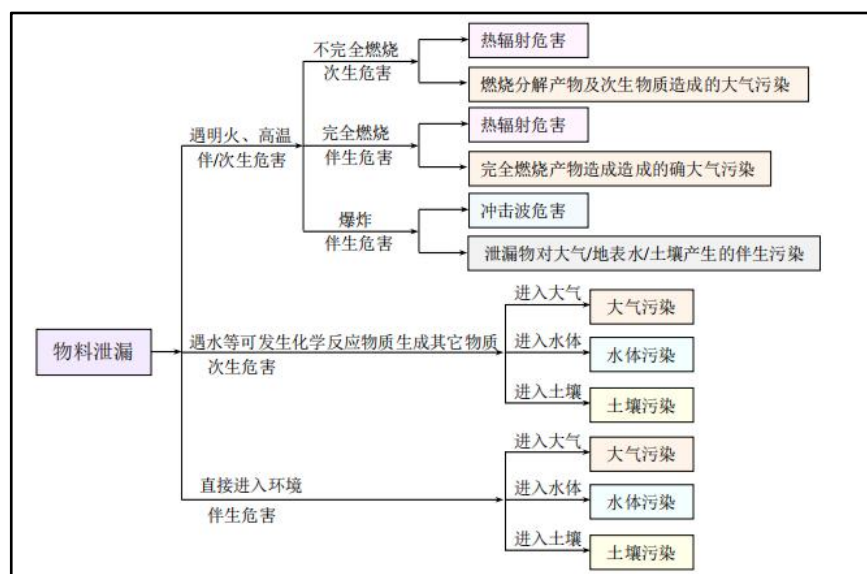 不完全燃烧
次生危害
热辐射危害
燃烧分解产物及次生物质造成的大气污染
遇明火、高温
伴/次生危害
完全燃烧
伴生危害
热辐射危害
完全燃烧产物造成造成的确大气污染
爆炸
伴生危害
冲击波危害
泄漏物对大气/地表水/土壤产生的伴生污染
物料泄漏
遇水等可发生化学反应物质生成其它物质
次生危害
进入大气
大气污染
进入水体
水体污染
进入土壤
土壤污染
直接进入环境
伴生危害
进入大气
大气污染
进入水体
水体污染
进入土壤
土壤污染